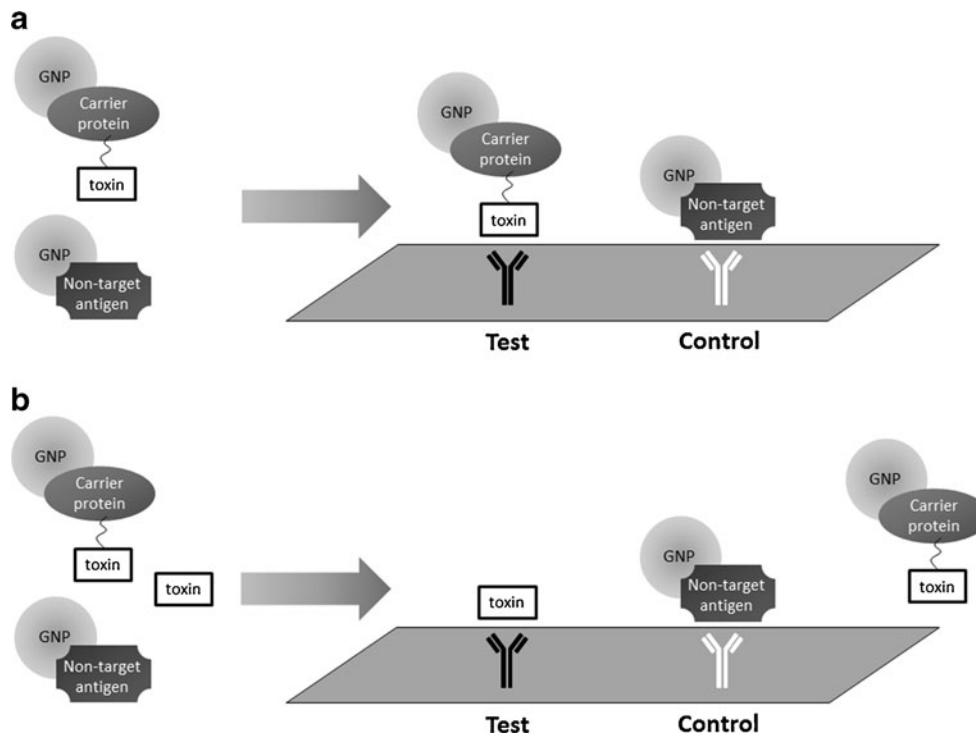 a
GNP
Carrier
protein
toxin
GNP
Non-target
antigen
GNP
Carrier
protein
toxin
GNP
Non-target
antigen
Test
Control
b
GNP
Carrier
protein
toxin
toxin
GNP
Non-target
antigen
toxin
GNP
Non-target
antigen
GNP
Carrier
protein
toxin
Test
Control